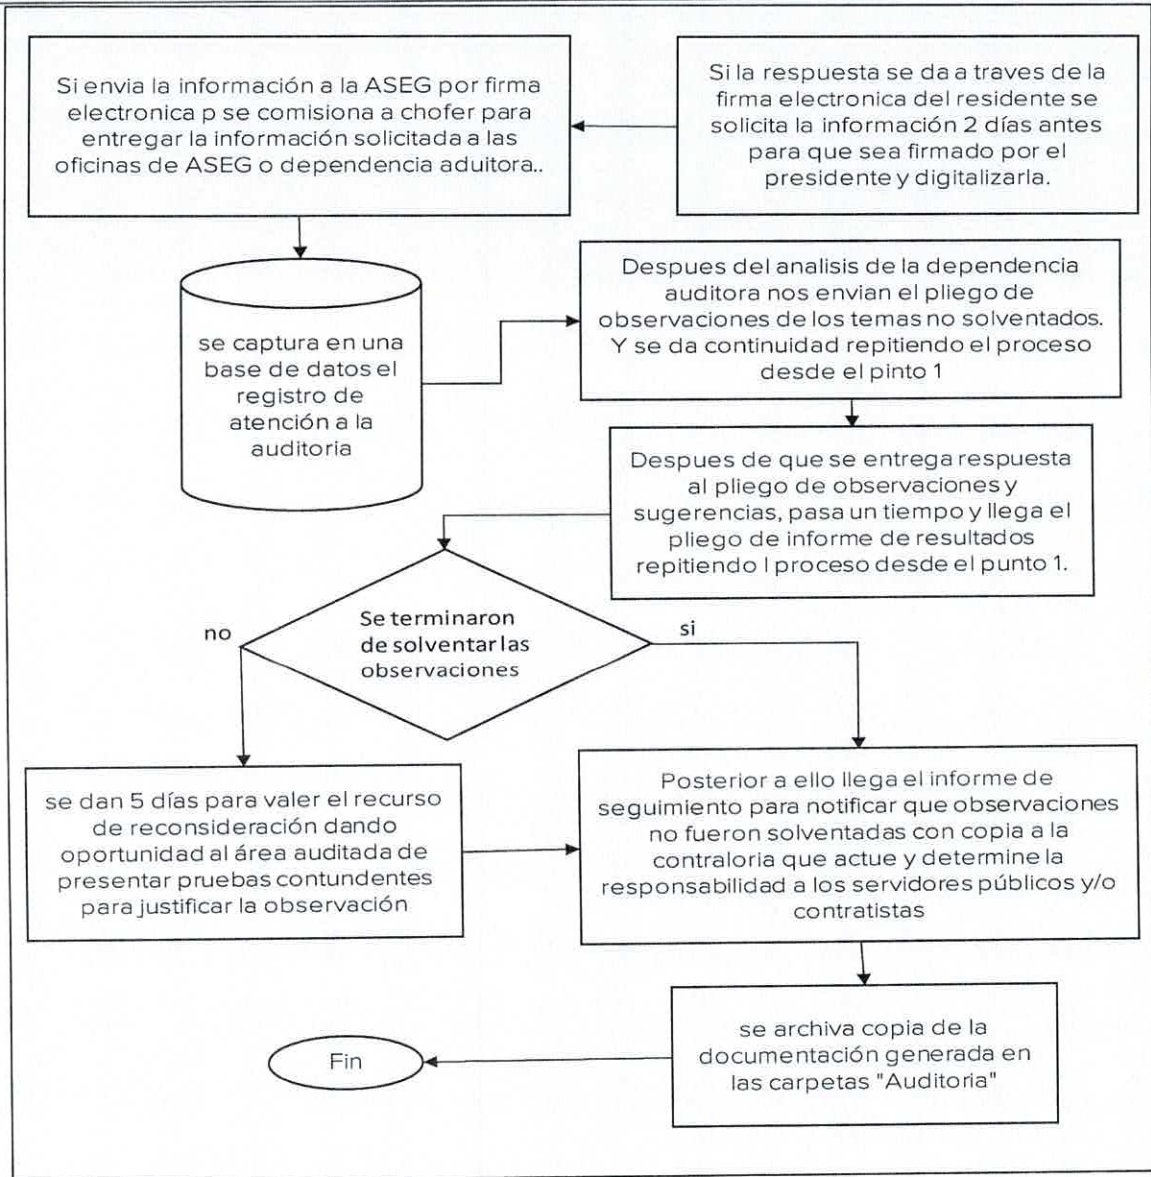 Si la respuesta se da a traves de la
firma electronica del residente se
solicita la información 2 días antes
para que sea firmado por el
presidente y digitalizarla.
Si envia la información a la ASEG por firma
electronica p se comisiona a chofer para
entregar la información solicitada a las
oficinas de ASEG o dependencia aduitora..
se captura en una
base de datos el
registro de
atención a la
auditoria
Despues del analisis de la dependencia
auditora nos envian el pliego de
observaciones de los temas no solventados.
Y se da continuidad repitiendo el proceso
desde el pinto 1
Despues de que se entrega respuesta
al pliego de observaciones y
sugerencias, pasa un tiempo y llega el
pliego de informe de resultados
repitiendo l proceso desde el punto 1.
Se terminaron
de solventar las
observaciones
no
si
se dan 5 días para valer el recurso
de reconsideración dando
oportunidad al área auditada de
presentar pruebas contundentes
para justificar la observación
Posterior a ello llega el informe de
seguimiento para notificar que observaciones
no fueron solventadas con copia a la
contraloria que actue y determine la
responsabilidad a los servidores públicos y/o
contratistas
se archiva copia de la
documentación generada en
las carpetas "Auditoria"
Fin